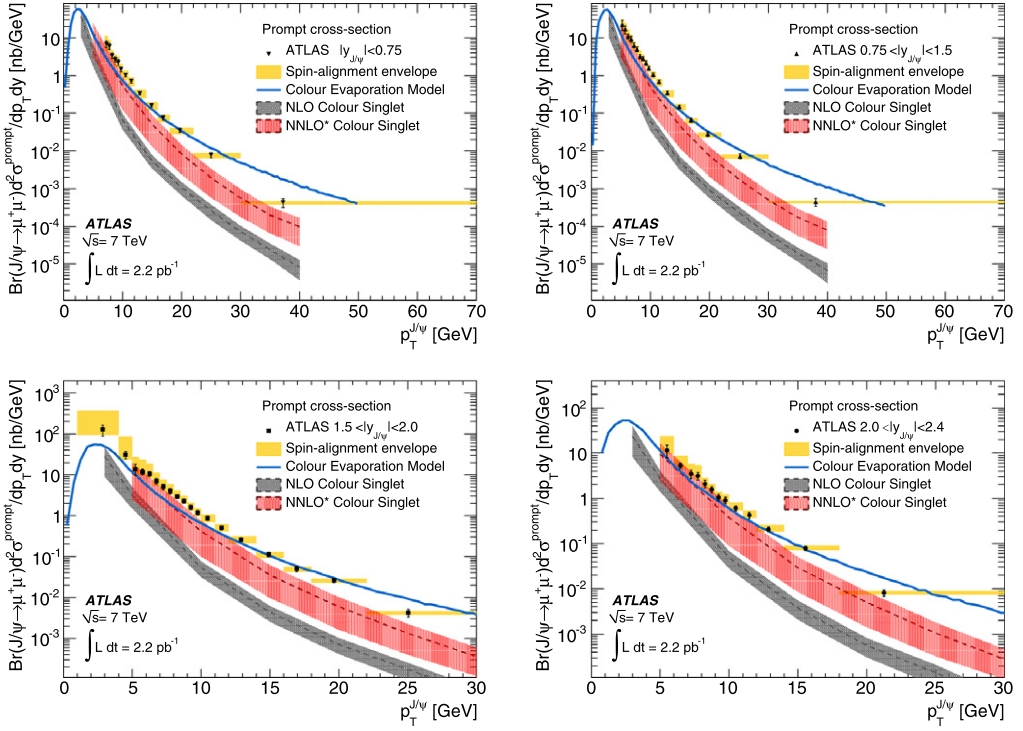 Br(J/ψ→μ⁺μ⁻)d²σ^prompt/dp_T dy [nb/GeV]
10
1
10⁻¹
10⁻²
10⁻³
10⁻⁴
10⁻⁵
Prompt cross-section
ATLAS |y_J/ψ|<0.75
Spin-alignment envelope
Colour Evaporation Model
NLO Colour Singlet
NNLO* Colour Singlet
ATLAS
√s= 7 TeV
∫ L dt = 2.2 pb⁻¹
0 10 20 30 40 50 60 70
p_T^J/ψ [GeV]
Br(J/ψ→μ⁺μ⁻)d²σ^prompt/dp_T dy [nb/GeV]
10
1
10⁻¹
10⁻²
10⁻³
10⁻⁴
10⁻⁵
Prompt cross-section
ATLAS 0.75 <|y_J/ψ|<1.5
Spin-alignment envelope
Colour Evaporation Model
NLO Colour Singlet
NNLO* Colour Singlet
ATLAS
√s= 7 TeV
∫ L dt = 2.2 pb⁻¹
0 10 20 30 40 50 60 70
p_T^J/ψ [GeV]
Br(J/ψ→μ⁺μ⁻)d²σ^prompt/dp_T dy [nb/GeV]
10³
10²
10
1
10⁻¹
10⁻²
10⁻³
Prompt cross-section
ATLAS 1.5 <|y_J/ψ|<2.0
Spin-alignment envelope
Colour Evaporation Model
NLO Colour Singlet
NNLO* Colour Singlet
ATLAS
√s= 7 TeV
∫ L dt = 2.2 pb⁻¹
0 5 10 15 20 25 30
p_T^J/ψ [GeV]
Br(J/ψ→μ⁺μ⁻)d²σ^prompt/dp_T dy [nb/GeV]
10²
10
1
10⁻¹
10⁻²
10⁻³
Prompt cross-section
ATLAS 2.0 <|y_J/ψ|<2.4
Spin-alignment envelope
Colour Evaporation Model
NLO Colour Singlet
NNLO* Colour Singlet
ATLAS
√s= 7 TeV
∫ L dt = 2.2 pb⁻¹
0 5 10 15 20 25 30
p_T^J/ψ [GeV]